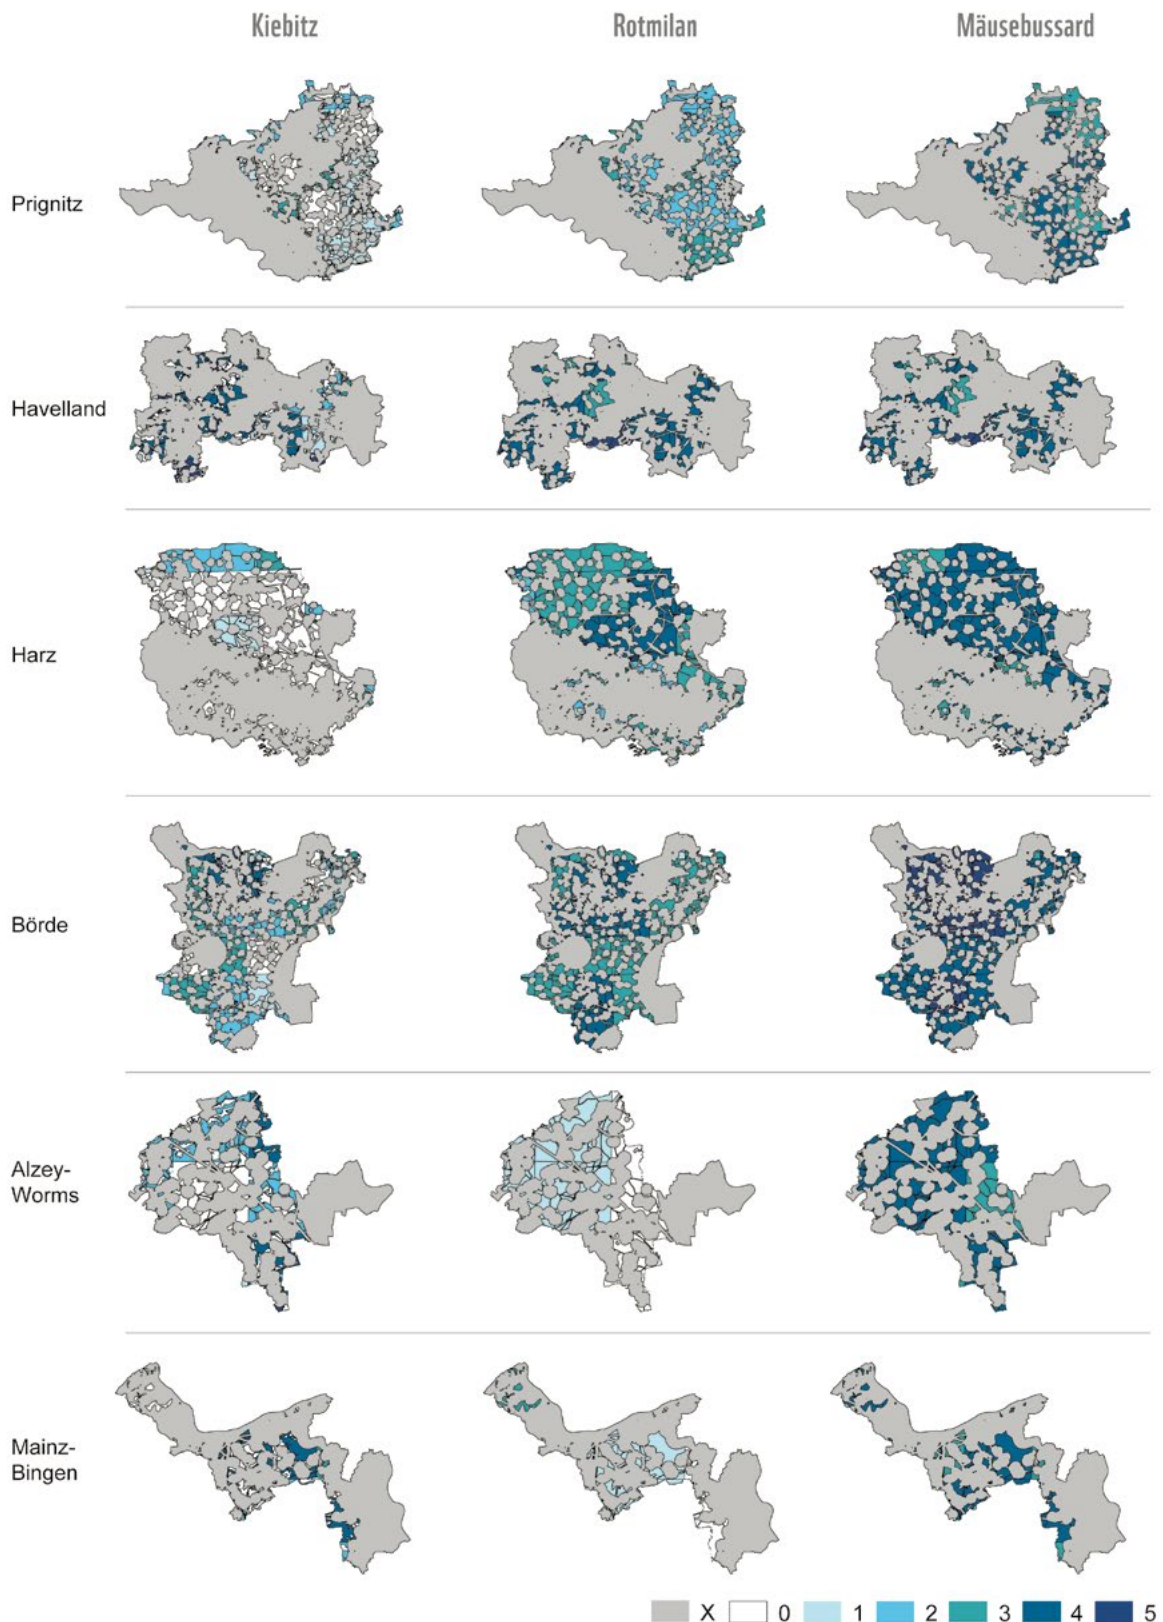 Kiebitz Rotmilan Mäusebussard
Prignitz
Havelland
Harz
Börde
Alzey-
Worms
Mainz-
Bingen
X 0 1 2 3 4 5